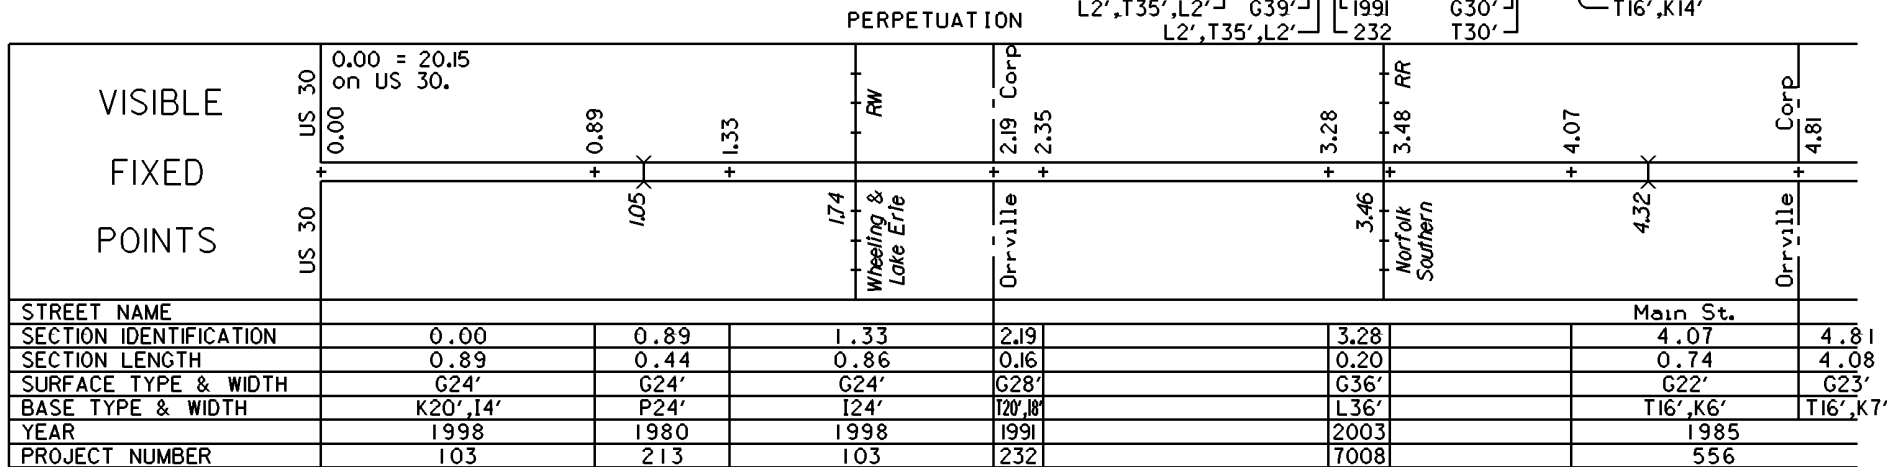 L2',T35',L2' G39' 1991 G30' T16',K14'
PERPETUATION
L2',T35',L2' 232 T30'
VISIBLE
FIXED
POINTS
US 30
US 30
0.00 = 20.15
on US 30.
0.00
0.89
1.33
RW
2.19 Corp
2.35
3.28
3.48 RR
4.07
Corp
4.81
1.05
1.74
Wheeling &
Lake Erie
Orrville
3.46
Norfolk
Southern
4.32
Orrville
STREET NAME Main St.
SECTION IDENTIFICATION 0.00 0.89 1.33 2.19 3.28 4.07 4.81
SECTION LENGTH 0.89 0.44 0.86 0.16 0.20 0.74 4.08
SURFACE TYPE & WIDTH G24' G24' G24' G28' G36' G22' G23'
BASE TYPE & WIDTH K20',I4' P24' I24' T20',I8' L36' T16',K6' T16',K7'
YEAR 1998 1980 1998 1991 2003 1985
PROJECT NUMBER 103 213 103 232 7008 556